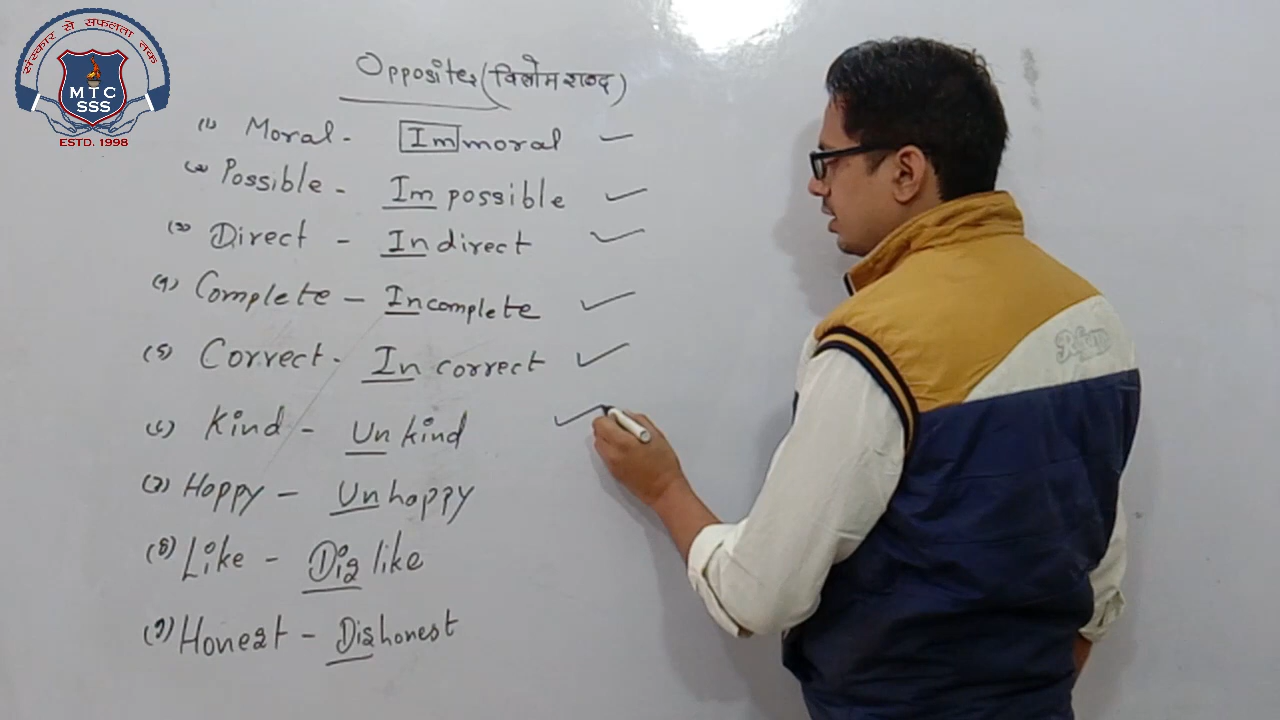 संस्कार से सफलता तक
MTC
SSS
ESTD. 1998
Opposites (विलोम शब्द)
(1) Moral - Immoral
(2) Possible - Impossible
(3) Direct - Indirect
(4) Complete - Incomplete
(5) Correct - Incorrect
(6) Kind - Unkind
(7) Happy - Unhappy
(8) Like - Dislike
(9) Honest - Dishonest